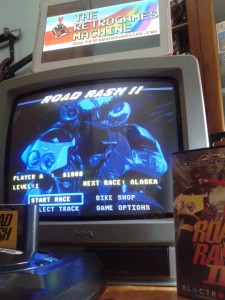 THE
RETROGAMES
MACHINE
ROAD RASH II
PLAYER A $ 01000
LEVEL:1 NEXT RACE: ALASKA
START RACE BIKE SHOP
SELECT TRACK GAME OPTIONS
ROAD
RASH